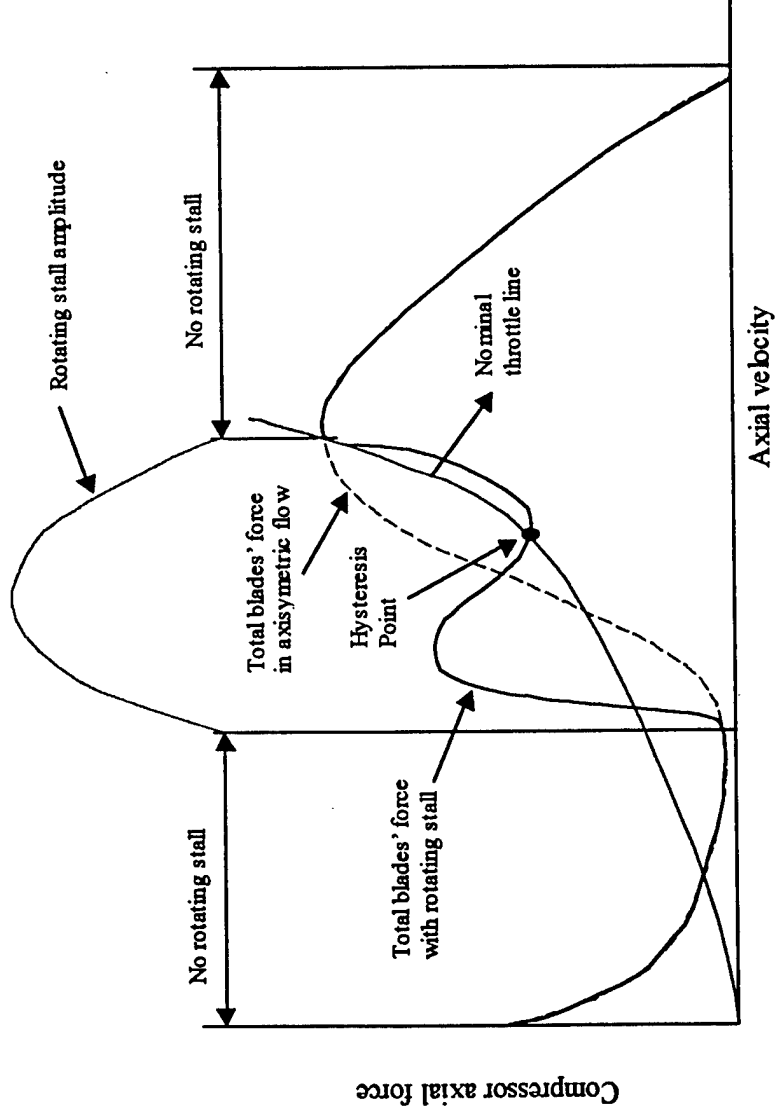 Rotating stall amplitude
No rotating stall
No rotating stall
Total blades' force
in axisymetric flow
Hysteresis
Point
Nominal
throttle line
Total blades' force
with rotating stall
Axial velocity
Compressor axial force